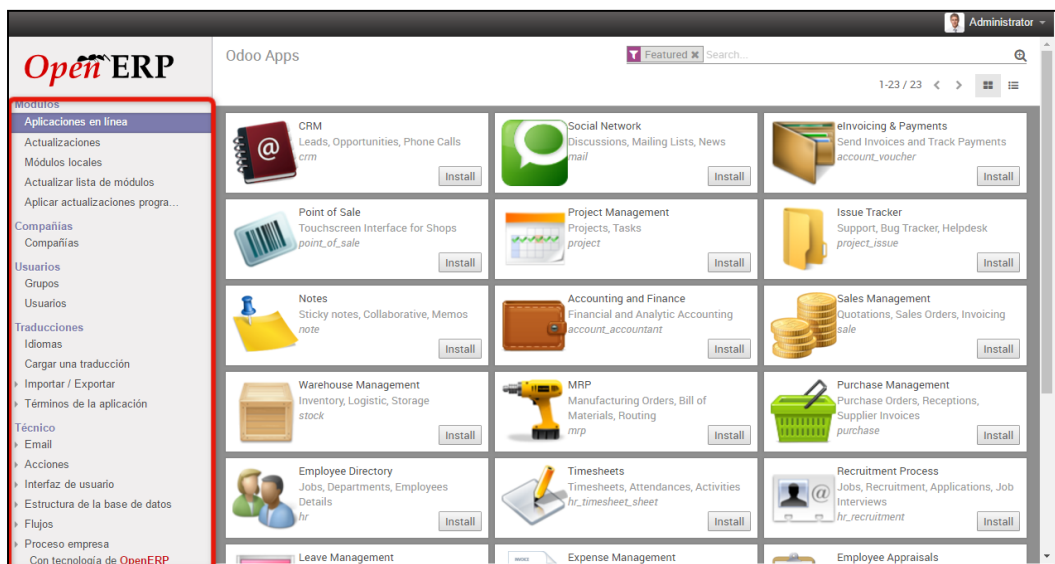 Administrator
Open ERP
Odoo Apps
Featured
Search...
1-23 / 23
Módulos
Aplicaciones en línea
Actualizaciones
Módulos locales
Actualizar lista de módulos
Aplicar actualizaciones progra...
Compañías
Compañías
Usuarios
Grupos
Usuarios
Traducciones
Idiomas
Cargar una traducción
Importar / Exportar
Términos de la aplicación
Técnico
Email
Acciones
Interfaz de usuario
Estructura de la base de datos
Flujos
Proceso empresa
Con tecnología de OpenERP
CRM
Leads, Opportunities, Phone Calls
crm
Install
Social Network
Discussions, Mailing Lists, News
mail
Install
eInvoicing & Payments
Send Invoices and Track Payments
account_voucher
Install
Point of Sale
Touchscreen Interface for Shops
point_of_sale
Install
Project Management
Projects, Tasks
project
Install
Issue Tracker
Support, Bug Tracker, Helpdesk
project_issue
Install
Notes
Sticky notes, Collaborative, Memos
note
Install
Accounting and Finance
Financial and Analytic Accounting
account_accountant
Install
Sales Management
Quotations, Sales Orders, Invoicing
sale
Install
Warehouse Management
Inventory, Logistic, Storage
stock
Install
MRP
Manufacturing Orders, Bill of
Materials, Routing
mrp
Install
Purchase Management
Purchase Orders, Receptions,
Supplier Invoices
purchase
Install
Employee Directory
Jobs, Departments, Employees
Details
hr
Install
Timesheets
Timesheets, Attendances, Activities
hr_timesheet_sheet
Install
Recruitment Process
Jobs, Recruitment, Applications, Job
Interviews
hr_recruitment
Install
Leave Management
INVOICE
Expense Management
Employee Appraisals